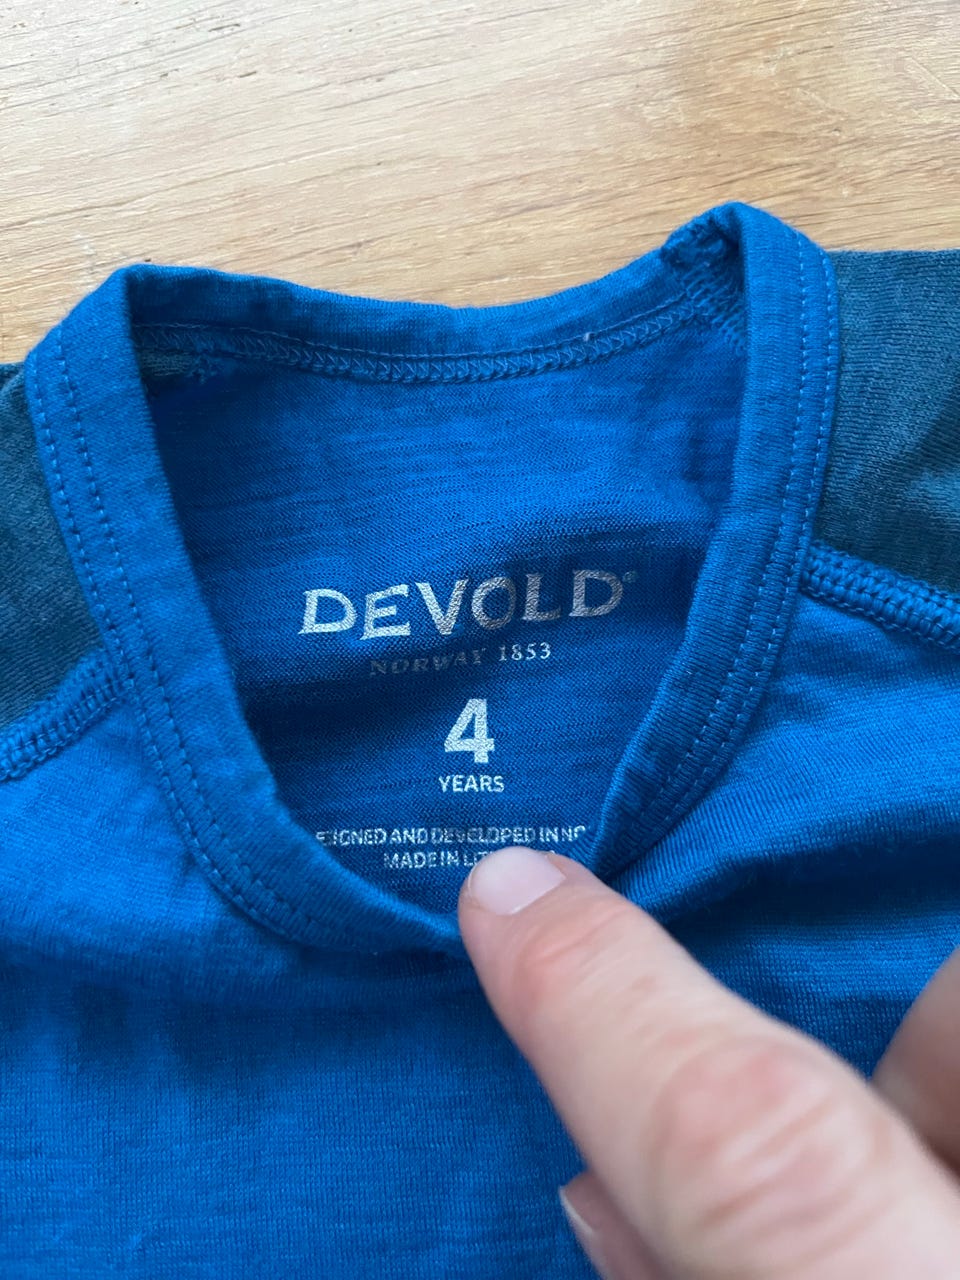 DEVOLD®
NORWAY 1853
4
YEARS
AND DEVELOPED IN
MADE IN